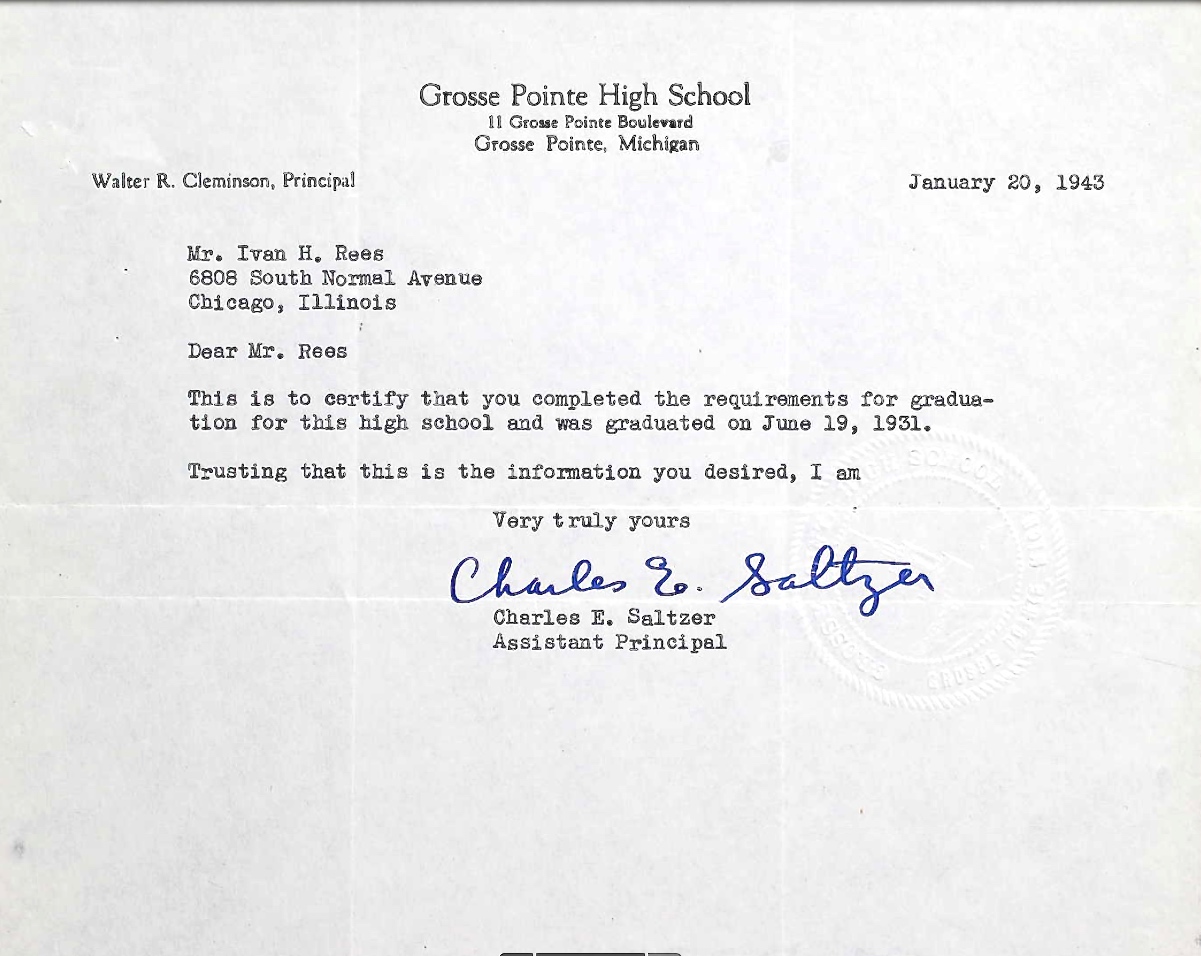 Grosse Pointe High School
11 Grosse Pointe Boulevard
Grosse Pointe, Michigan
Walter R. Cleminson, Principal
January 20, 1943
Mr. Ivan H. Rees
6808 South Normal Avenue
Chicago, Illinois
Dear Mr. Rees
This is to certify that you completed the requirements for gradua-
tion for this high school and was graduated on June 19, 1931.
Trusting that this is the information you desired, I am
Very truly yours
Charles E. Saltzer
Charles E. Saltzer
Assistant Principal
HIGH SCHOOL